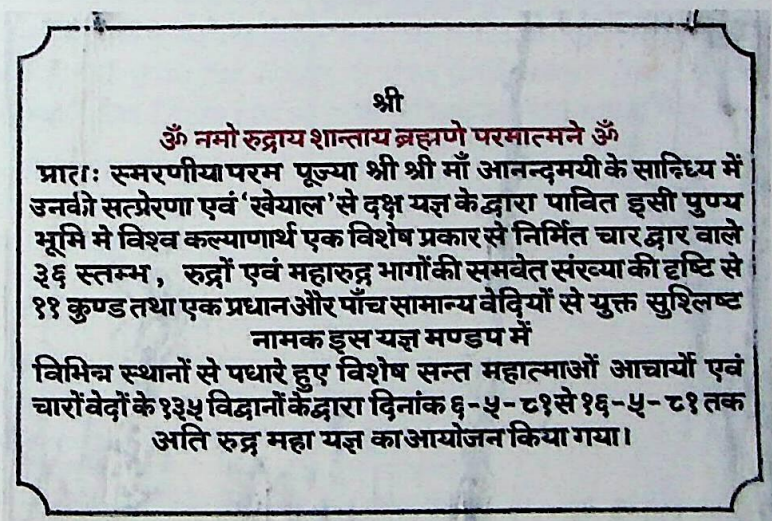 श्री
ॐ नमो रुद्राय शान्ताय ब्रह्मणे परमात्मने ॐ
प्रातः स्मरणीया परम पूज्या श्री श्री माँ आनन्दमयी के सान्निध्य में
उनकी सत्प्रेरणा एवं 'खेयाल' से दक्ष यज्ञ के द्वारा पावित इसी पुण्य
भूमि मे विश्व कल्याणार्थ एक विशेष प्रकार से निर्मित चार द्वार वाले
३६ स्तम्भ, रुद्रों एवं महारुद्र भागों की समवेत संख्या की दृष्टि से
११ कुण्ड तथा एक प्रधान और पाँच सामान्य वेदियों से युक्त सुश्लिष्ट
नामक इस यज्ञ मण्डप में
विभिन्न स्थानों से पधारे हुए विशेष सन्त महात्माओं आचार्यो एवं
चारों वेदों के १३५ विद्वानों के द्वारा दिनांक ६-५-८१ से १६-५-८१ तक
अति रुद्र महा यज्ञ का आयोजन किया गया।